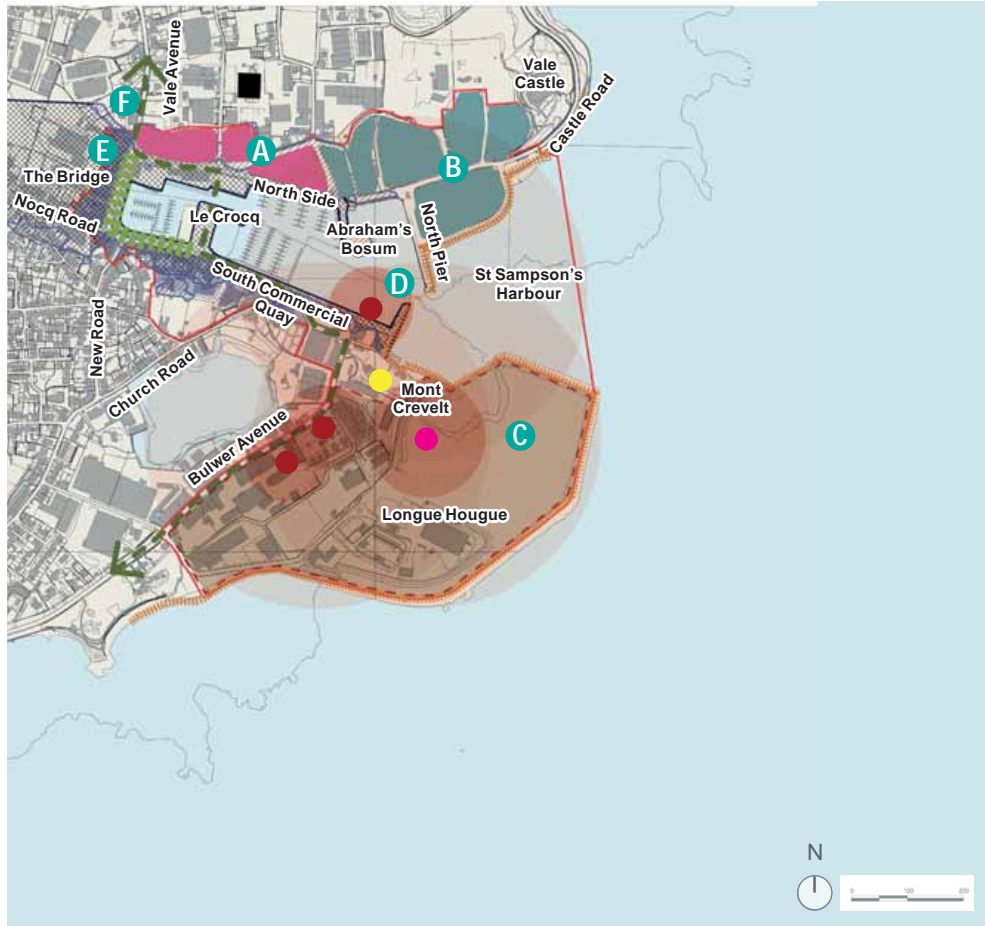 Vale
Castle
Vale Avenue
Castle Road
F
E
A
B
The Bridge
Nocq Road
North Side
Le Crocq
Abraham's
Bosum
North Pier
St Sampson's
Harbour
D
South Commercial
Quay
New Road
Church Road
Mont
Crevelt
C
Bulwer Avenue
Longue Hougue
N
0 100 200